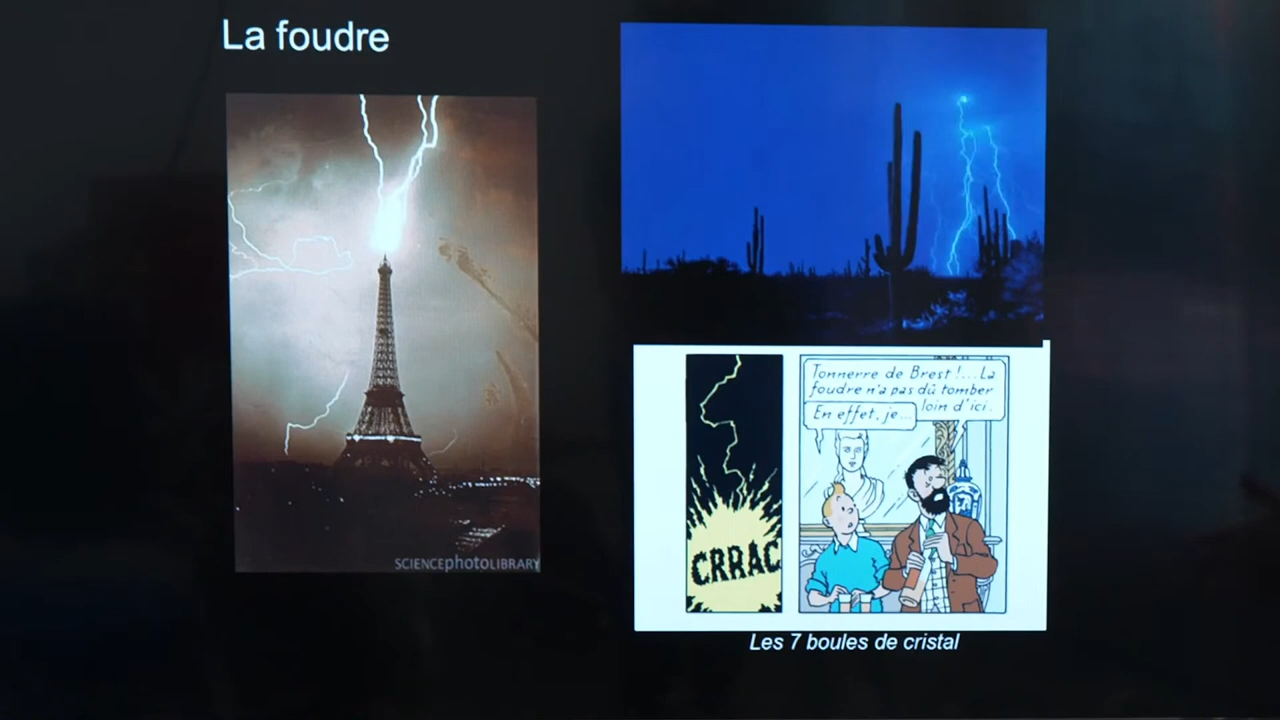 La foudre
SCIENCEphotoLIBRARY
CRRAC
Tonnerre de Brest !... La
foudre n'a pas dû tomber
loin d'ici.
En effet, je...
Les 7 boules de cristal